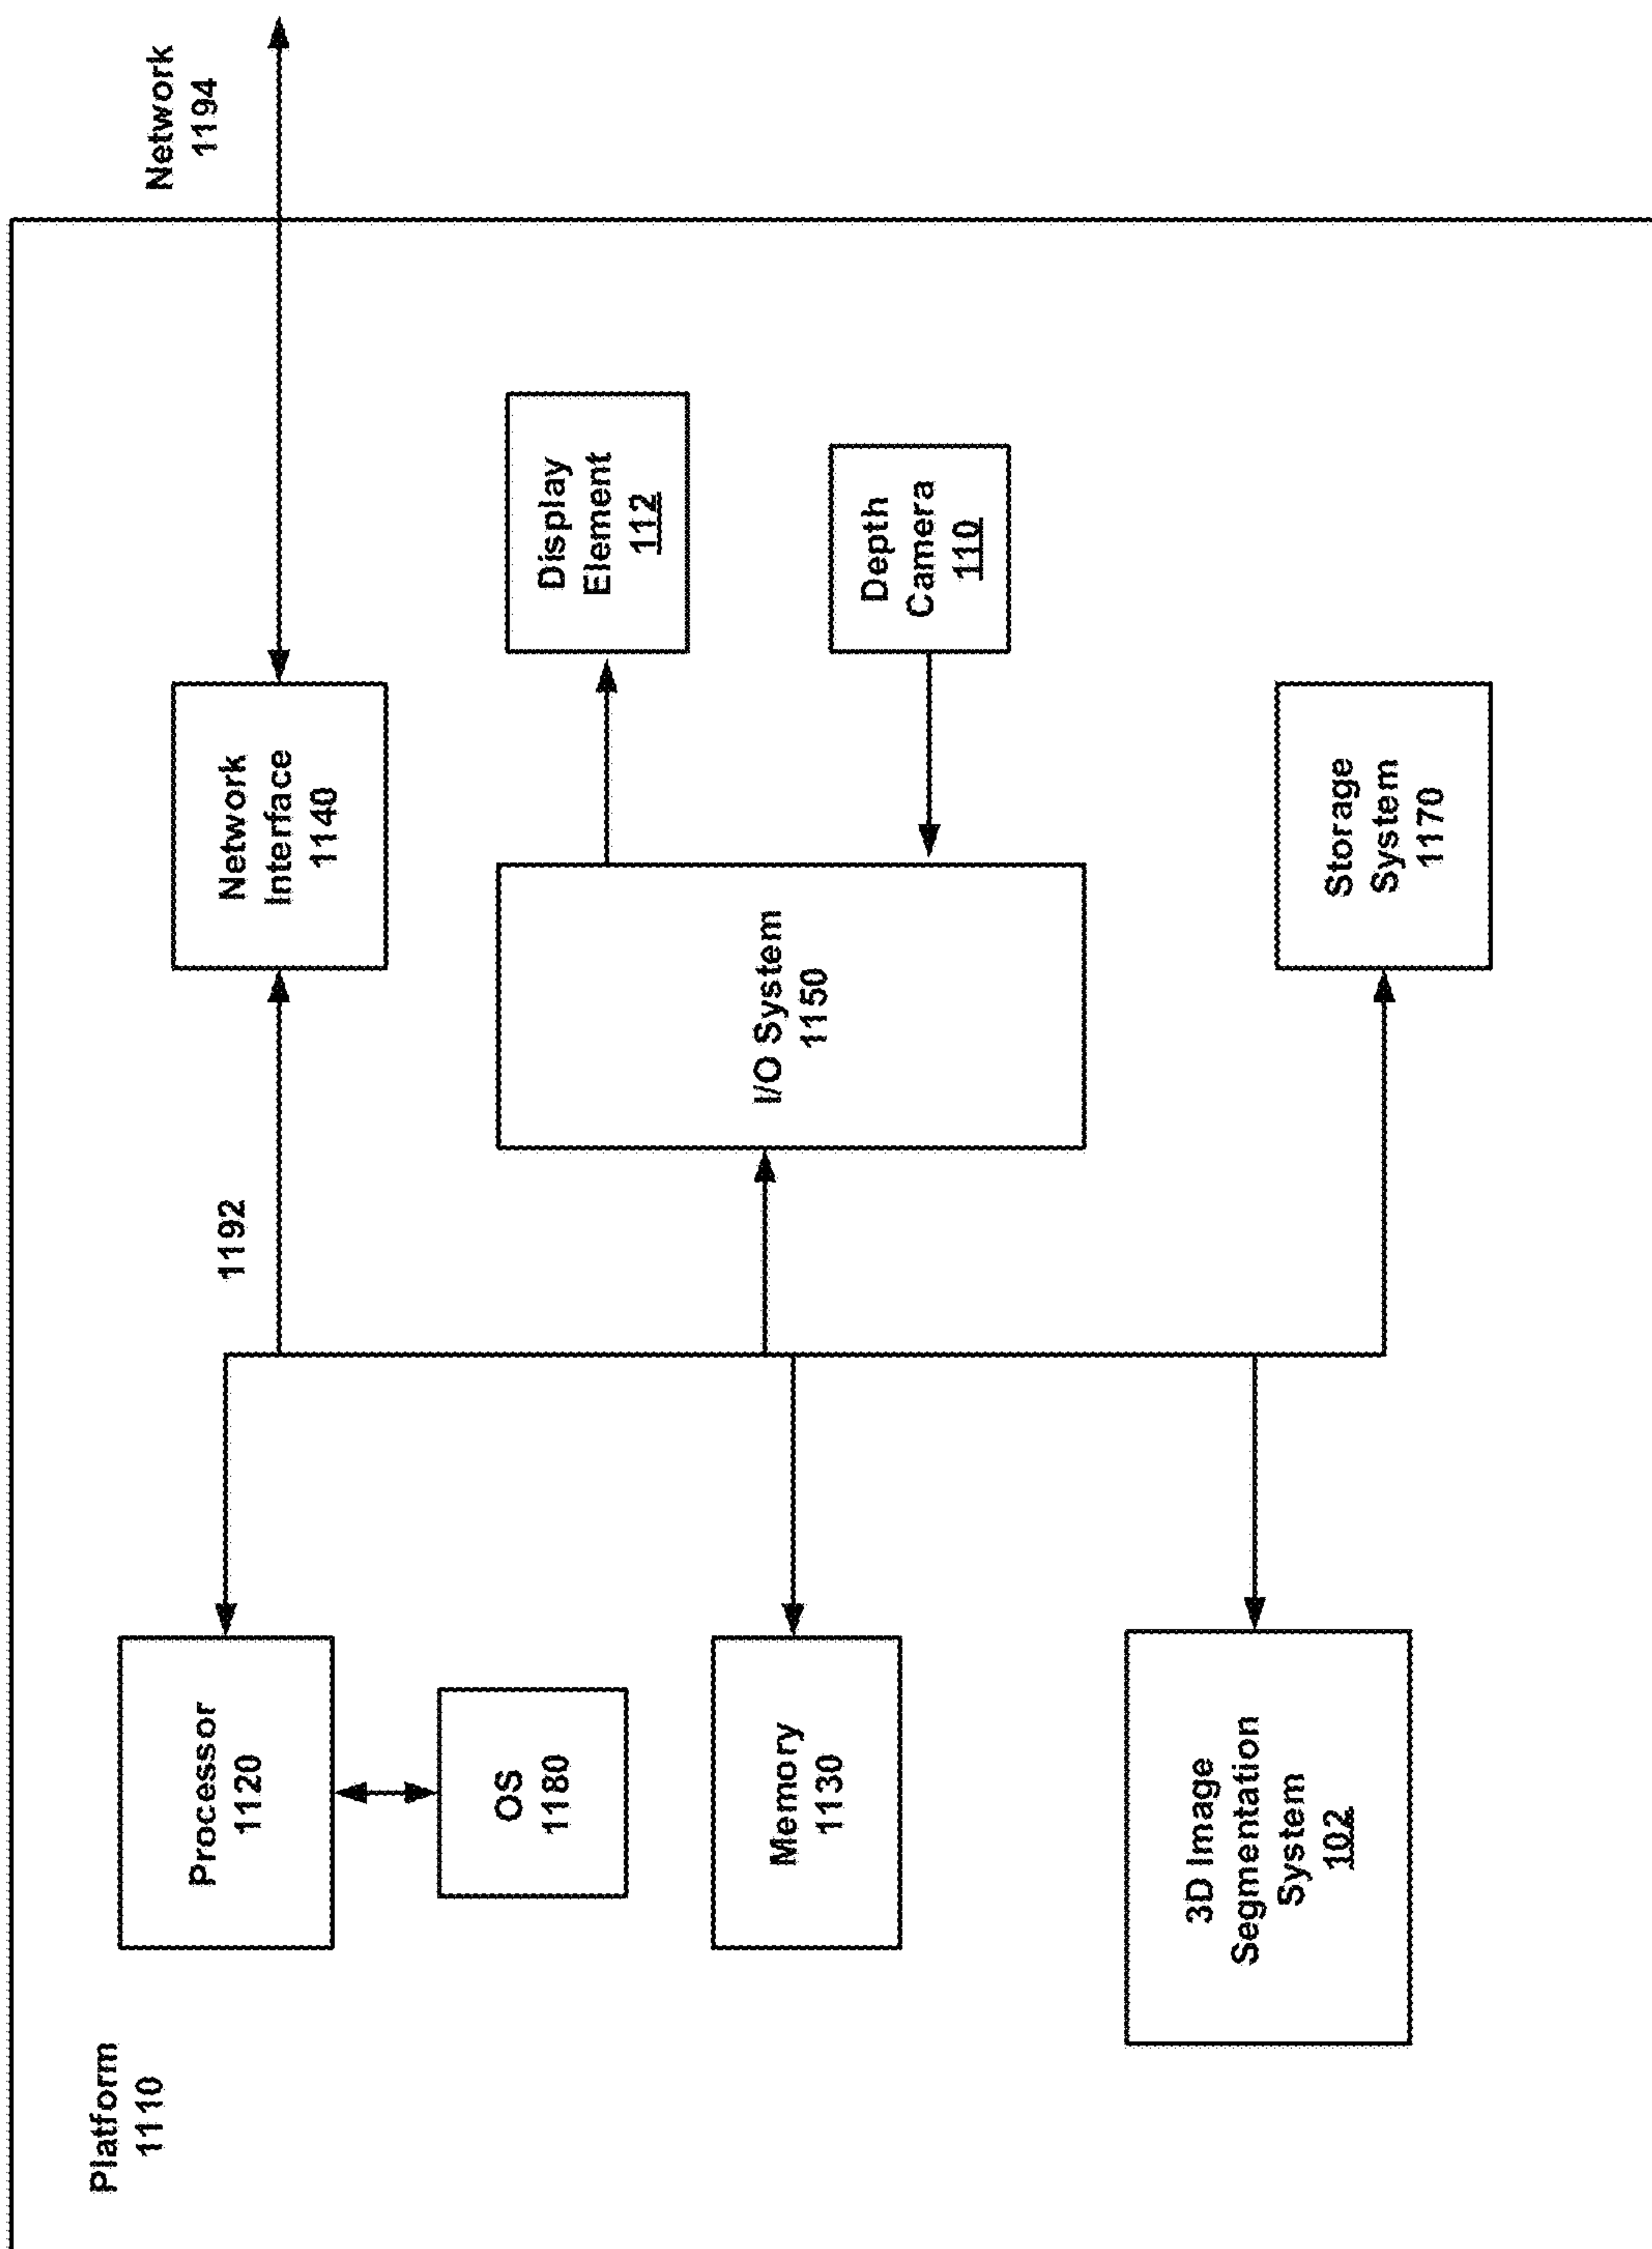 Platform
1110
Processor
1120
OS
1180
Memory
1130
3D Image
Segmentation
System
102
1192
Network
Interface
1140
I/O System
1150
Storage
System
1170
Display
Element
112
Depth
Camera
110
Network
1194